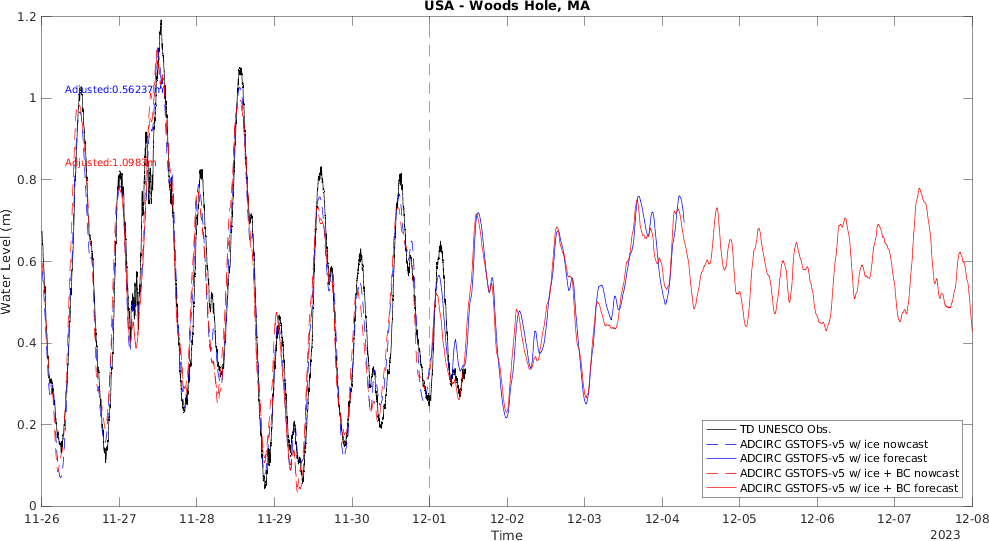 USA - Woods Hole, MA
1.2
1
0.8
0.6
0.4
0.2
0
Water Level (m)
Adjusted:0.56237m
Adjusted:1.0983m
TD UNESCO Obs.
ADCIRC GSTOFS-v5 w/ ice nowcast
ADCIRC GSTOFS-v5 w/ ice forecast
ADCIRC GSTOFS-v5 w/ ice + BC nowcast
ADCIRC GSTOFS-v5 w/ ice + BC forecast
11-26 11-27 11-28 11-29 11-30 12-01 12-02 12-03 12-04 12-05 12-06 12-07 12-08
Time
2023